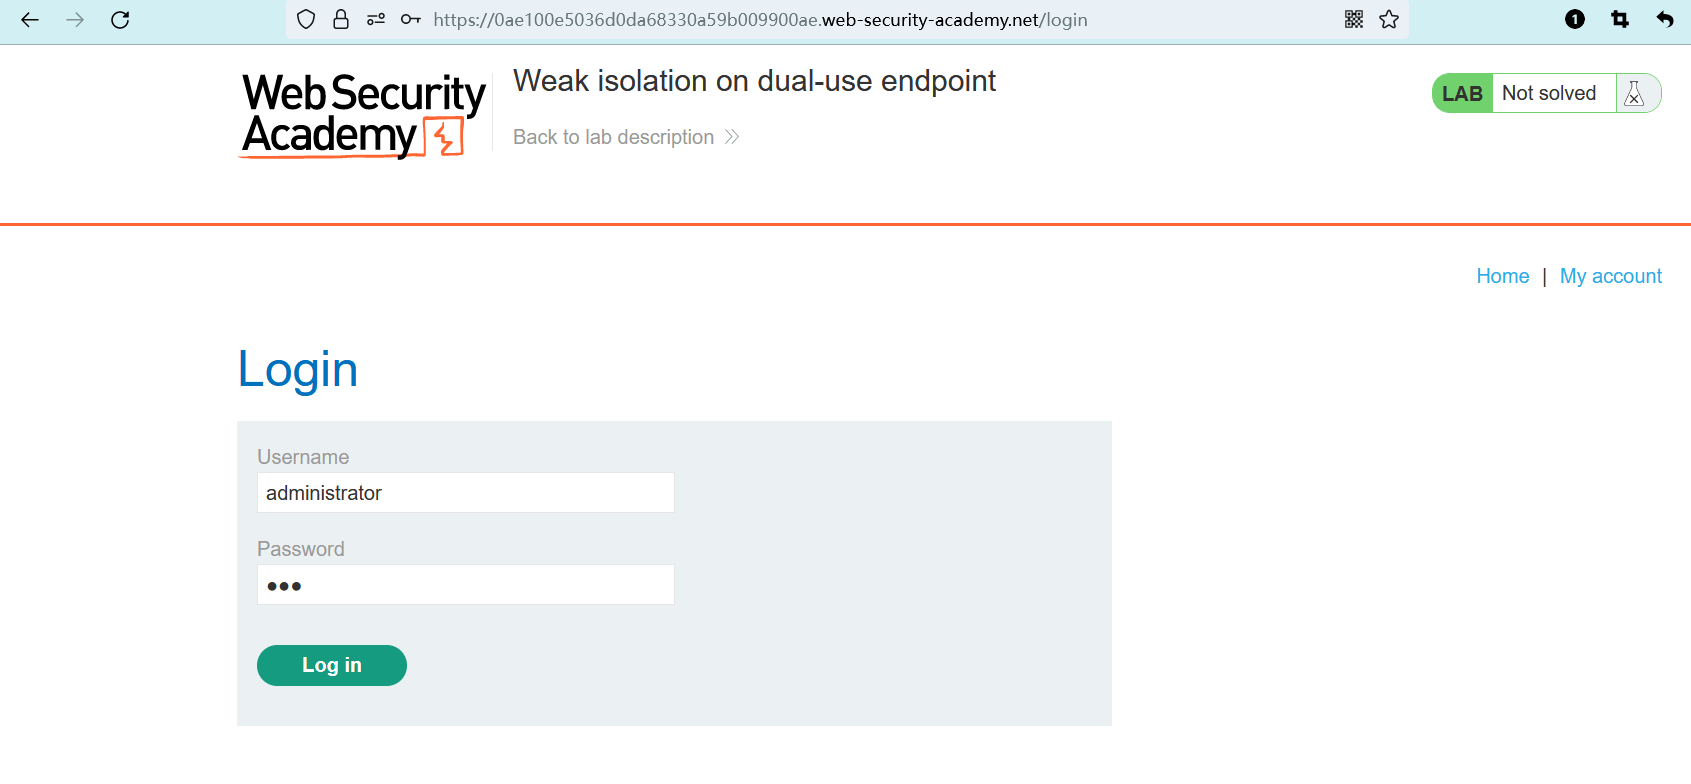 https://0ae100e5036d0da68330a59b009900ae.web-security-academy.net/login
1
Web Security
Academy
Weak isolation on dual-use endpoint
Back to lab description
LAB Not solved
Home | My account
Login
Username
administrator
Password
Log in